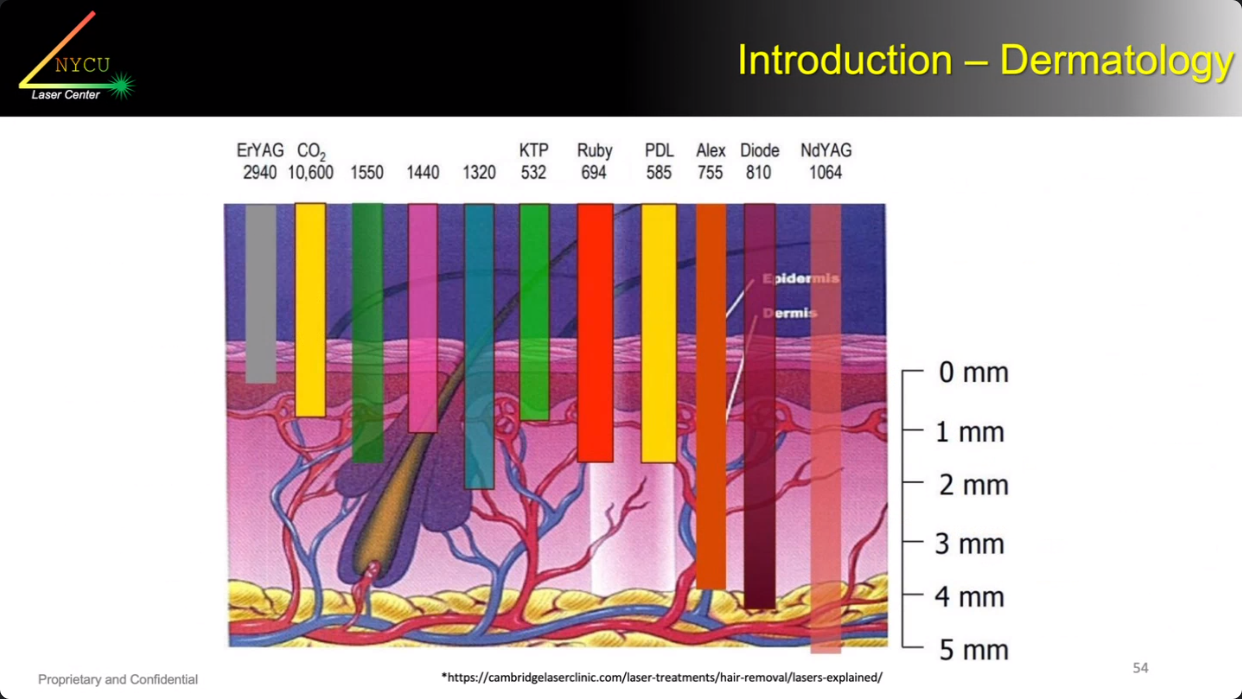 NYCU
Laser Center
Introduction – Dermatology
ErYAG CO2 KTP Ruby PDL Alex Diode NdYAG
2940 10,600 1550 1440 1320 532 694 585 755 810 1064
Epidermis
Dermis
0 mm
1 mm
2 mm
3 mm
4 mm
5 mm
Proprietary and Confidential
*https://cambridgelaserclinic.com/laser-treatments/hair-removal/lasers-explained/
54